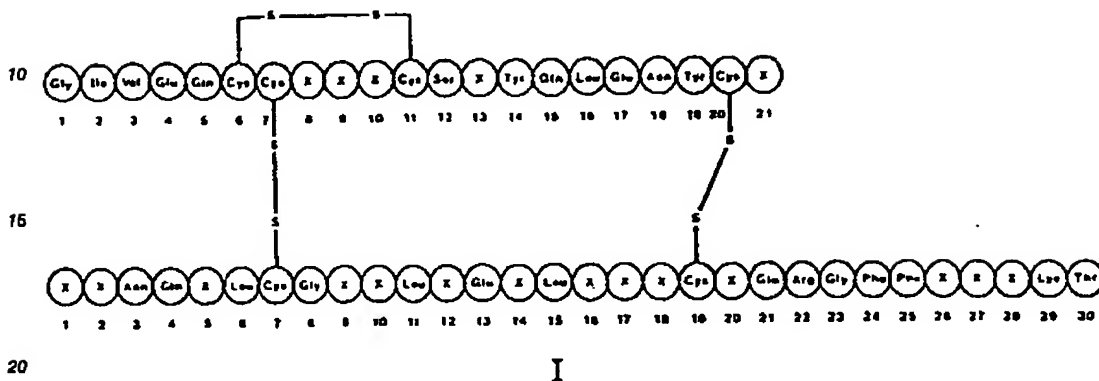 S S
10 Gly Ile Val Glu Gln Cys Cys X X X Cys Ser X Tyr Gln Leu Glu Asn Tyr Cys X
1 2 3 4 5 6 7 8 9 10 11 12 13 14 15 16 17 18 19 20 21
S S
15 S S
X X Asn Gln X Leu Cys Gly X X Leu X Glu X Leu X X X Cys X Arg Gly Phe Phe X X X Lys Thr
1 2 3 4 5 6 7 8 9 10 11 12 13 14 15 16 17 18 19 20 21 22 23 24 25 26 27 28 29 30
20 I